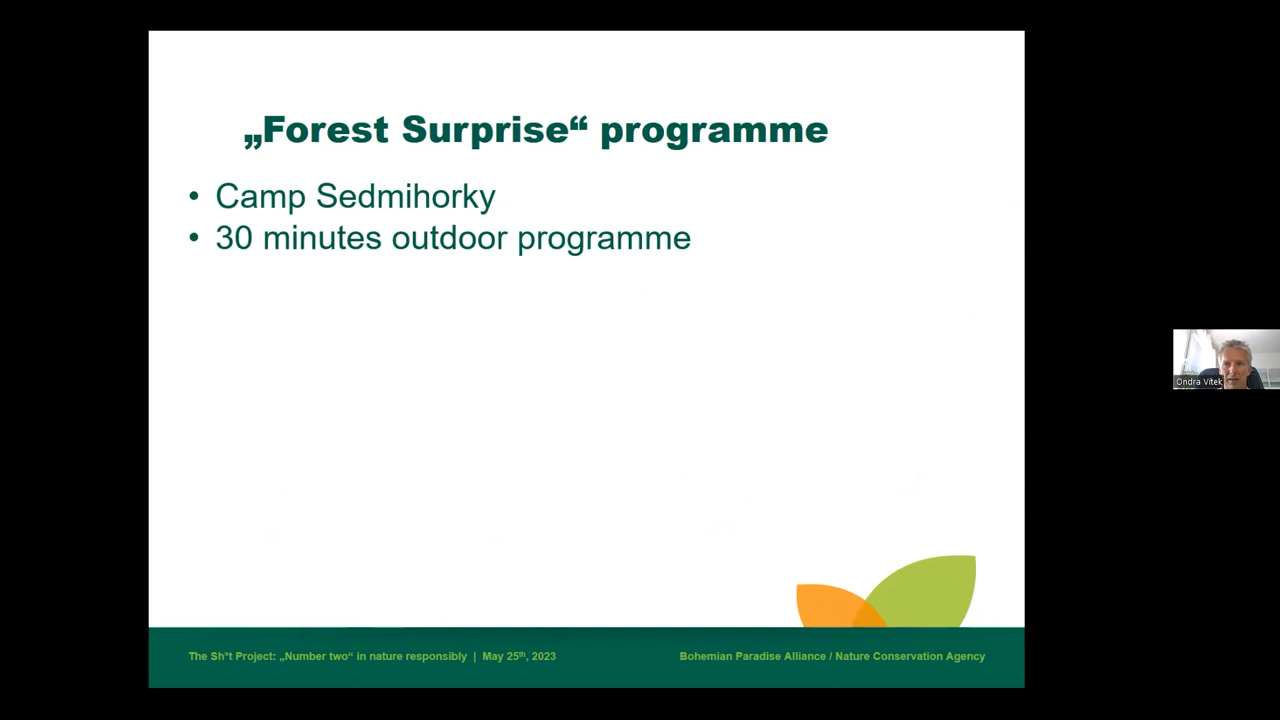 „Forest Surprise“ programme
• Camp Sedmihorky
• 30 minutes outdoor programme
Ondra Vítek
The Sh*t Project: „Number two“ in nature responsibly | May 25th, 2023
Bohemian Paradise Alliance / Nature Conservation Agency